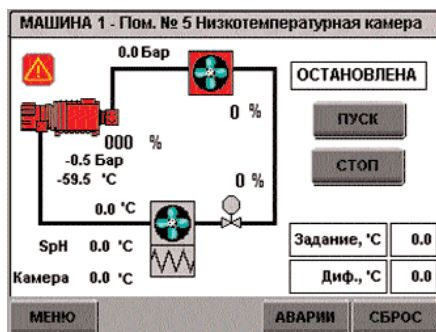 МАШИНА 1 - Пом. № 5 Низкотемпературная камера
0.0 Бар
ОСТАНОВЛЕНА
0 %
ПУСК
000 %
-0.5 Бар
-59.5 °C
СТОП
0 %
0.0 °C
SpH 0.0 °C
Задание, °C 0.0
Камера 0.0 °C
Диф., °C 0.0
МЕНЮ
АВАРИИ
СБРОС